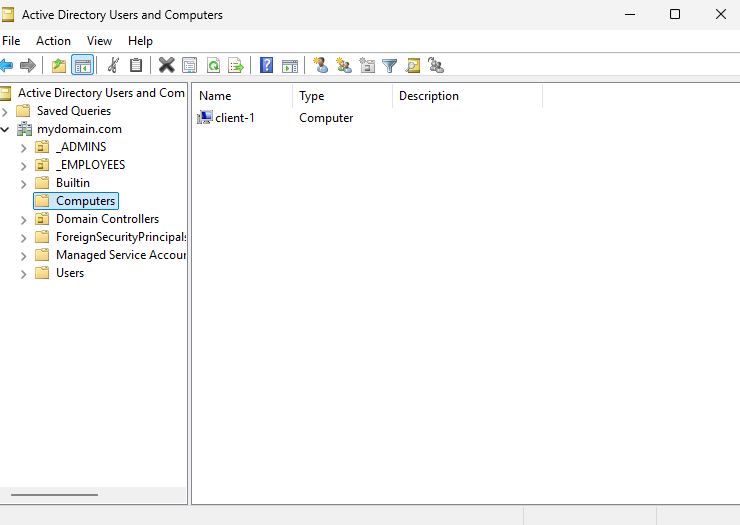 Active Directory Users and Computers
File Action View Help
Active Directory Users and Com
Saved Queries
mydomain.com
_ADMINS
_EMPLOYEES
Builtin
Computers
Domain Controllers
ForeignSecurityPrincipals
Managed Service Accou
Users
Name Type Description
client-1 Computer